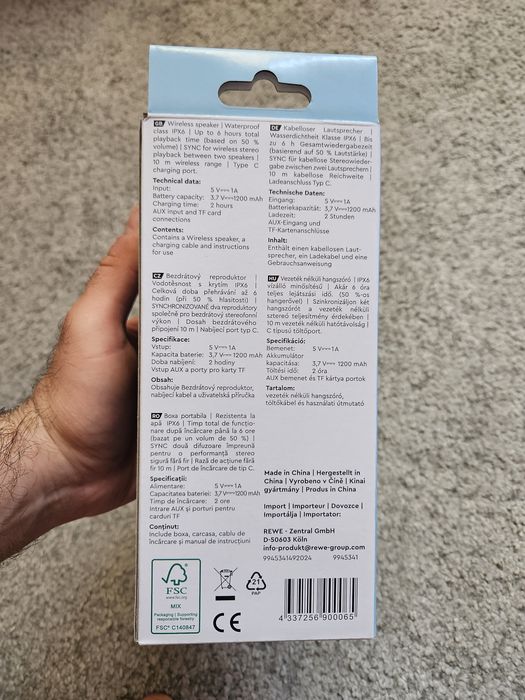 GB Wireless speaker | Waterproof
class IPX6 | Up to 6 hours total
playback time (based on 50 %
volume) | SYNC for wireless stereo
playback between two speakers |
10 m wireless range | Type C
charging port.
Technical data:
Input: 5 V⎓1A
Battery capacity: 3,7 V⎓1200 mAh
Charging time: 2 hours
AUX input and TF card
connections
Contents:
Contains a Wireless speaker, a
charging cable and instructions
for use
DE Kabelloser Lautsprecher |
Wasserdichtheit Klasse IPX6 | Bis
zu 6 h Gesamtwiedergabezeit
(basierend auf 50 % Lautstärke) |
SYNC für kabellose Stereowieder-
gabe zwischen zwei Lautsprechern |
10 m kabellose Reichweite |
Ladeanschluss Typ C.
Technische Daten:
Eingang: 5 V⎓1A
Batteriekapazität: 3,7 V⎓1200 mAh
Ladezeit: 2 Stunden
AUX-Eingang und
TF-Kartenanschlüsse
Inhalt:
Enthält einen kabellosen Laut-
sprecher, ein Ladekabel und eine
Gebrauchsanweisung
CZ Bezdrátový reproduktor |
Vodotěsnost s krytím IPX6 |
Celková doba přehrávání až 6
hodin (při 50 % hlasitosti) |
SYNCHRONIZOVANÉ dva reproduktory
společně pro bezdrátový stereofonní
výkon | Dosah bezdrátového
připojení 10 m | Nabíjecí port typ C.
Specifikace:
Vstup: 5 V⎓1A
Kapacita baterie: 3,7 V⎓1200 mAh
Doba nabíjení: 2 hodiny
Vstup AUX a porty pro karty TF
Obsah:
Obsahuje Bezdrátový reproduktor,
nabíjecí kabel a uživatelská příručka
HU Vezeték nélküli hangszóró | IPX6
vízálló minősítésű | Akár 6 óra
teljes lejátszási idő. (50 %-os
hangerővel) | Szinkronizáljon két
hangszórót a vezeték nélküli
sztereó teljesítmény érdekében |
10 m vezeték nélküli hatótávolság |
C típusú töltőport.
Specifikáció:
Bemenet: 5 V⎓1A
Akkumulátor
kapacitása: 3,7 V⎓1200 mAh
Töltési idő: 2 óra
AUX bemenet és TF kártya portok
Tartalom:
vezeték nélküli hangszóró,
töltőkábel és használati útmutató
RO Boxa portabila | Rezistenta la
apă IPX6 | Timp total de funcțio-
nare după încărcare până la 6 ore
(bazat pe un volum de 50 %) |
SYNC două difuzoare împreună
pentru o performanță stereo
sigură fără fir | Rază de acțiune fără
fir 10 m | Port de încărcare de tip C.
Specificații:
Alimentare: 5 V⎓1A
Capacitatea bateriei: 3,7 V⎓1200 mAh
Timp de încărcare: 2 ore
Intrare AUX și porturi pentru
carduri TF
Conținut:
Include boxa, carcasa, cablu de
încărcare și manual de instrucțiuni
Made in China | Hergestellt in
China | Vyrobeno v Číně | Kínai
gyártmány | Produs in China
Import | Importeur | Dovozce |
Importálja | Importator:
REWE - Zentral GmbH
D-50603 Köln
info-produkt@rewe-group.com
9945341492024 9945341
FSC
www.fsc.org
MIX
Packaging | Supporting
responsible forestry
FSC® C140847
CE
21
PAP
4 337256 900065